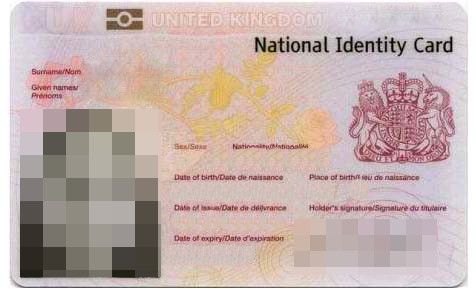 UNITED KINGDOM
National Identity Card
Surname/Nom
Given names/
Prénoms
Sex/Sexe Nationality/Nationalité
Date of birth/Date de naissance Place of birth/Lieu de naissance
Date of issue/Date de délivrance Holder's signature/Signature du titulaire
Date of expiry/Date d'expiration